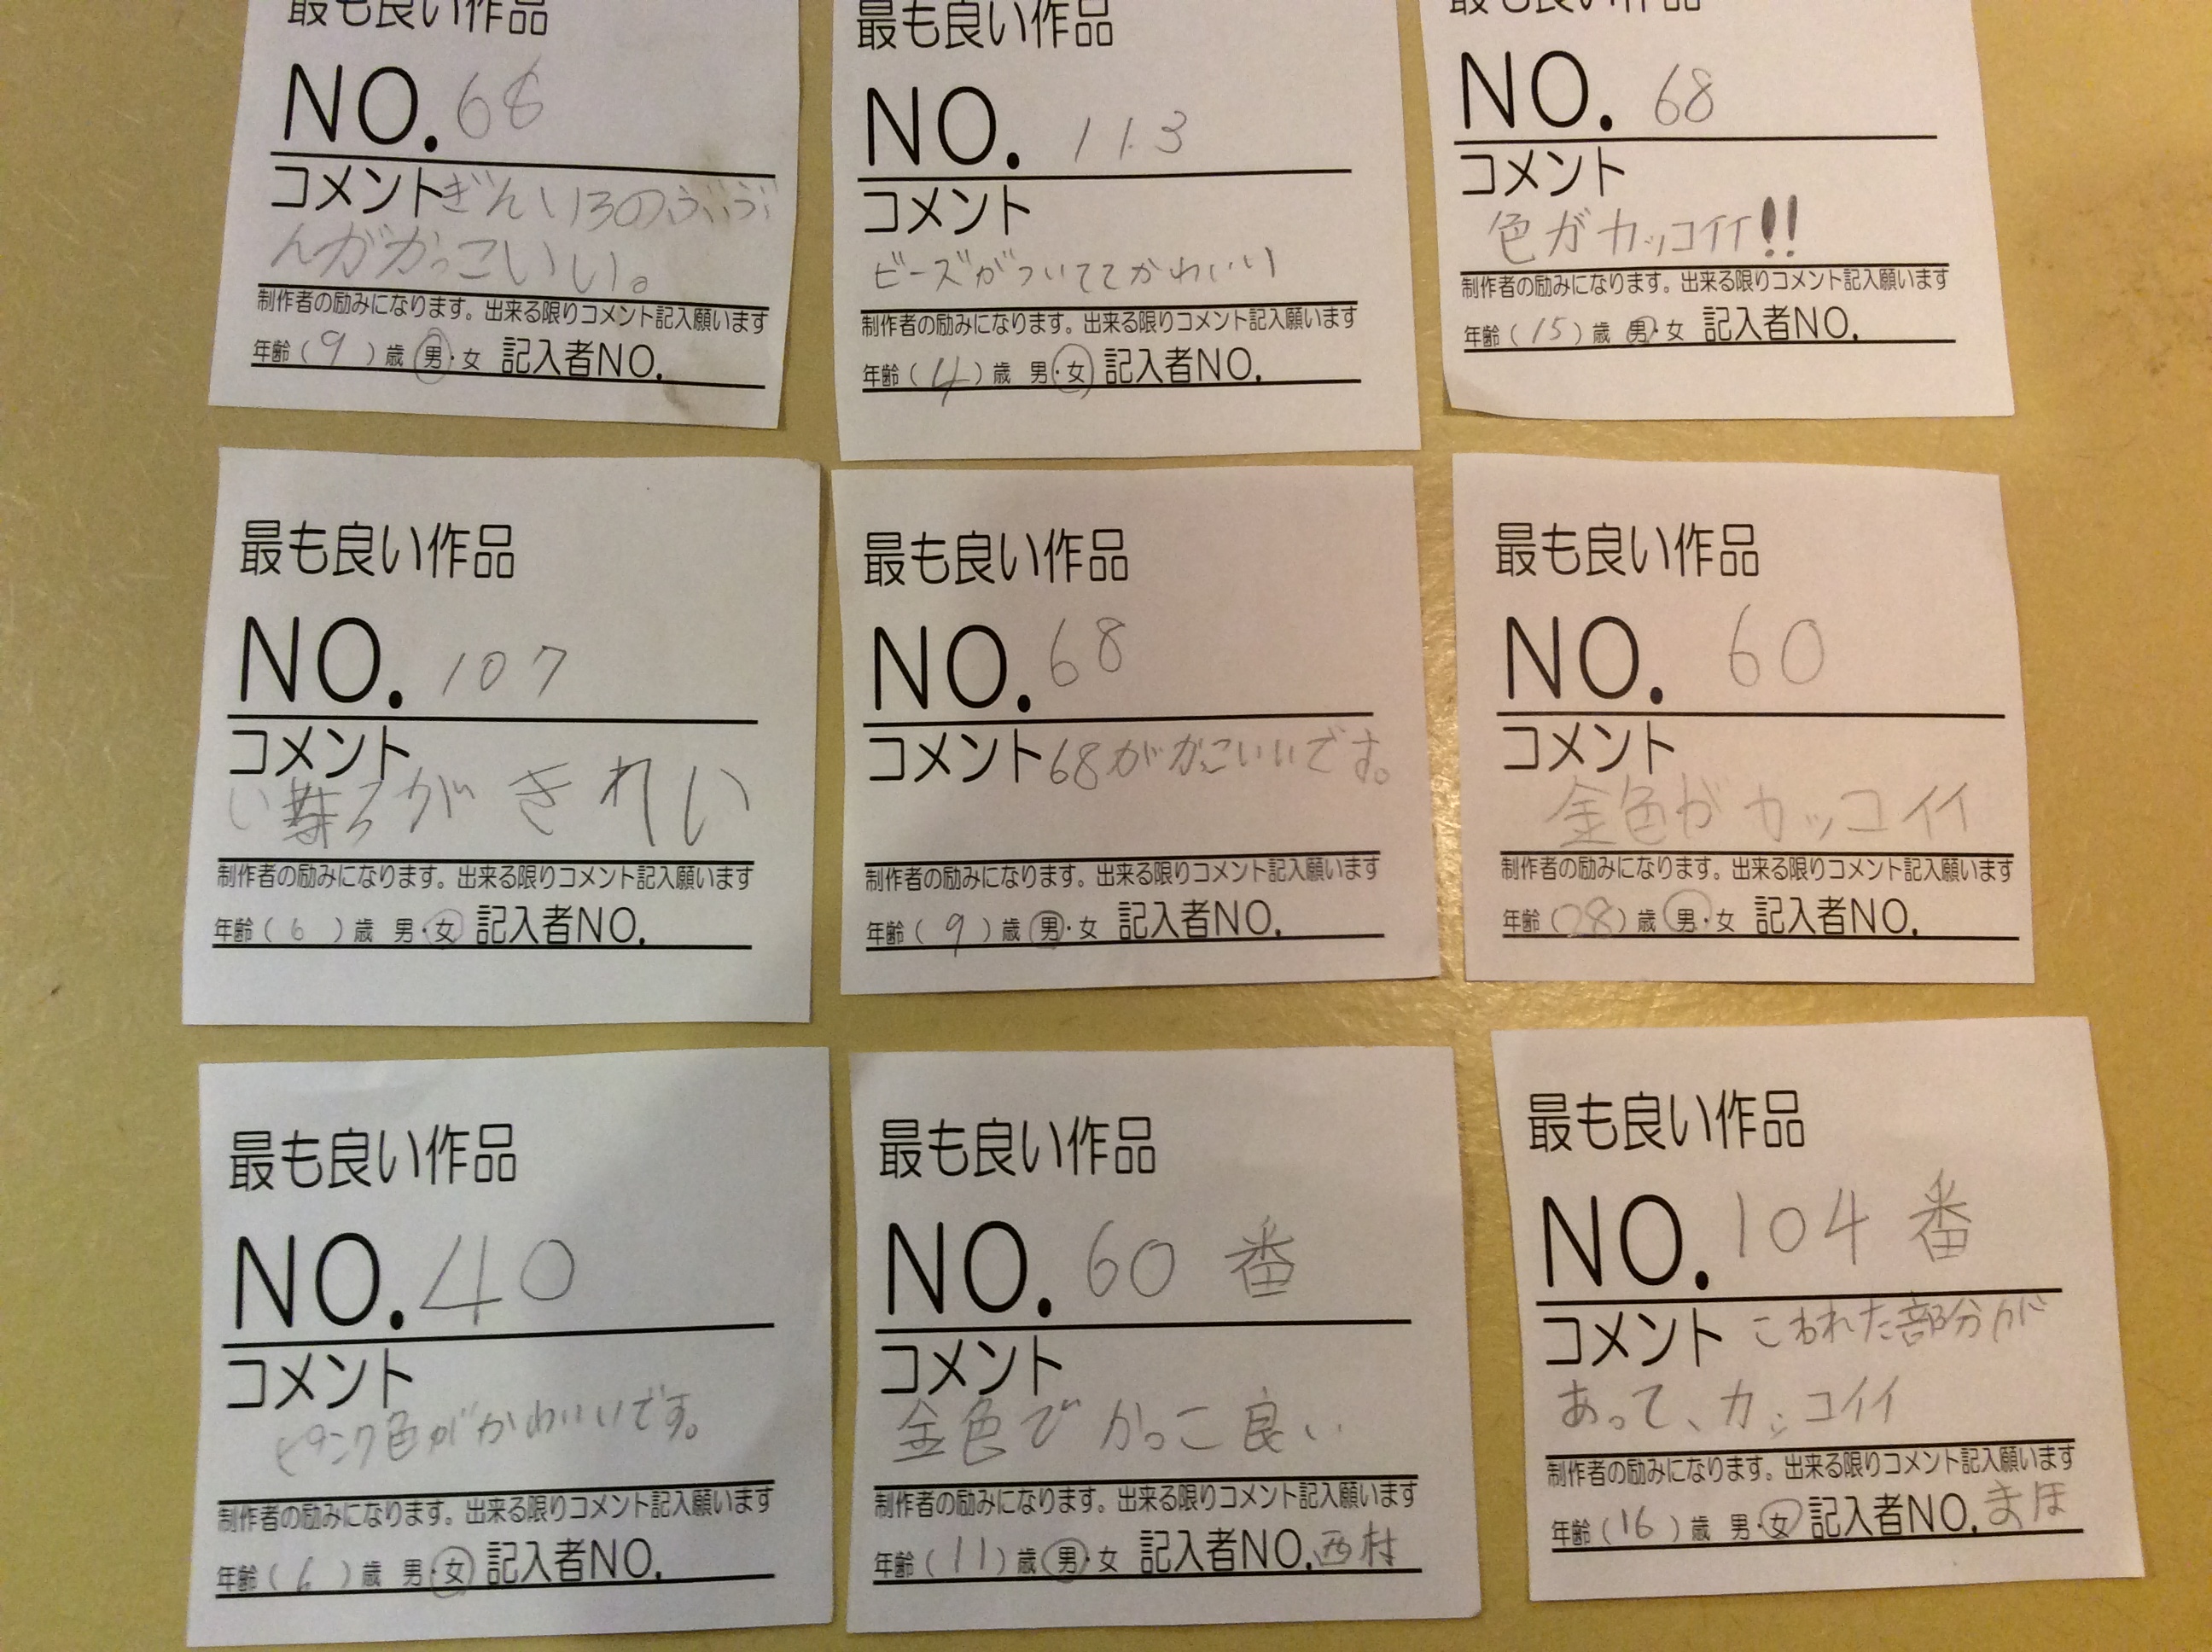 最も良い作品
NO.68
コメントぎんいろのぶぶ
んがかっこいい。
制作者の励みになります。出来る限りコメント記入願います
年齢(9)歳 男・女 記入者NO.
最も良い作品
NO. 113
コメント
ビーズがついててかわいい
制作者の励みになります。出来る限りコメント記入願います
年齢(4)歳 男・女 記入者NO.
最も良い作品
NO. 68
コメント
色がカッコイイ!!
制作者の励みになります。出来る限りコメント記入願います
年齢(15)歳 男・女 記入者NO.
最も良い作品
NO. 107
コメント
いろがきれい
制作者の励みになります。出来る限りコメント記入願います
年齢(6)歳 男・女 記入者NO.
最も良い作品
NO.68
コメント68がかっこいいです。
制作者の励みになります。出来る限りコメント記入願います
年齢(9)歳 男・女 記入者NO.
最も良い作品
NO. 60
コメント
金色がカッコイイ
制作者の励みになります。出来る限りコメント記入願います
年齢(28)歳 男・女 記入者NO.
最も良い作品
NO.40
コメント
ピンク色がかわいいです。
制作者の励みになります。出来る限りコメント記入願います
年齢(6)歳 男・女 記入者NO.
最も良い作品
NO. 60番
コメント
金色でかっこ良い
制作者の励みになります。出来る限りコメント記入願います
年齢(11)歳 男・女 記入者NO.西村
最も良い作品
NO.104番
コメント こわれた部分が
あって、カッコイイ
制作者の励みになります。出来る限りコメント記入願います
年齢(16)歳 男・女 記入者NO.まほ